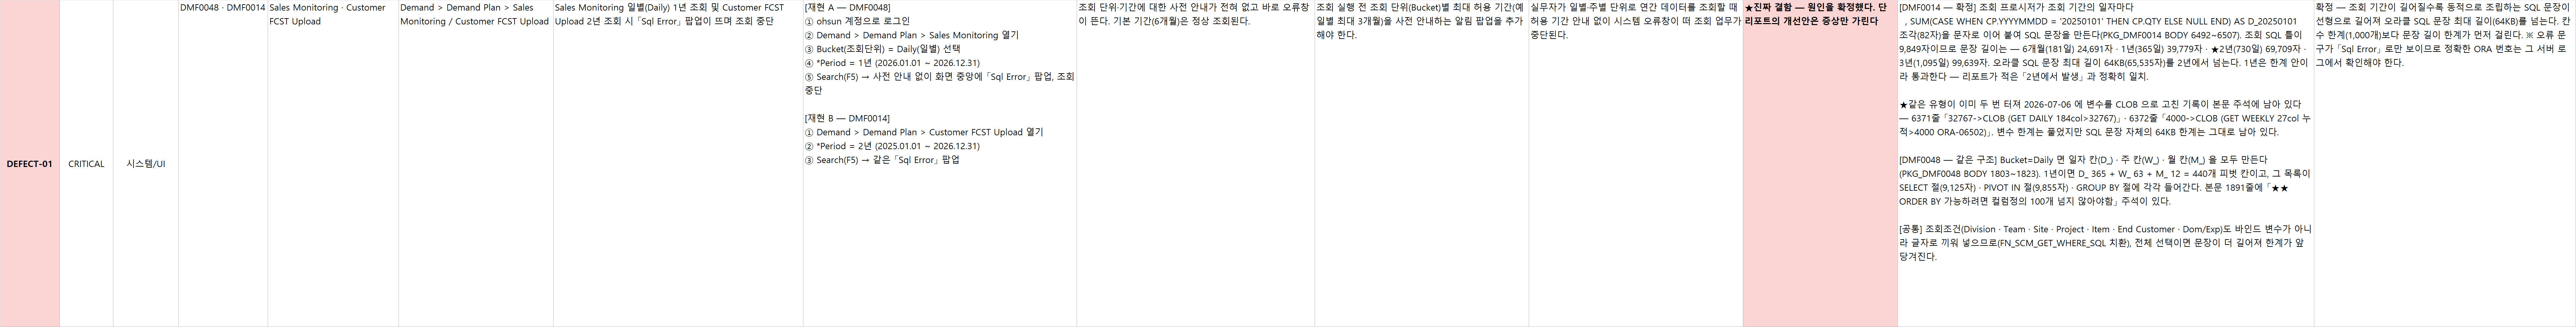 DEFECT-01
CRITICAL
시스템/UI
DMF0048 · DMF0014
Sales Monitoring · Customer
FCST Upload
Demand > Demand Plan > Sales
Monitoring / Customer FCST Upload
Sales Monitoring 일별(Daily) 1년 조회 및 Customer FCST
Upload 2년 조회 시 「Sql Error」 팝업이 뜨며 조회 중단
[재현 A — DMF0048]
① ohsun 계정으로 로그인
② Demand > Demand Plan > Sales Monitoring 열기
③ Bucket(조회단위) = Daily(일별) 선택
④ *Period = 1년 (2026.01.01 ~ 2026.12.31)
⑤ Search(F5) → 사전 안내 없이 화면 중앙에 「Sql Error」 팝업, 조회
중단
[재현 B — DMF0014]
① Demand > Demand Plan > Customer FCST Upload 열기
② *Period = 2년 (2025.01.01 ~ 2026.12.31)
③ Search(F5) → 같은 「Sql Error」 팝업
조회 단위·기간에 대한 사전 안내가 전혀 없고 바로 오류창
이 뜬다. 기본 기간(6개월)은 정상 조회된다.
조회 실행 전 조회 단위(Bucket)별 최대 허용 기간(예:
일별 최대 3개월)을 사전 안내하는 알림 팝업을 추가
해야 한다.
실무자가 일별·주별 단위로 연간 데이터를 조회할 때
허용 기간 안내 없이 시스템 오류창이 떠 조회 업무가
중단된다.
★진짜 결함 — 원인을 확정했다. 단
리포트의 개선안은 증상만 가린다
[DMF0014 — 확정] 조회 프로시저가 조회 기간의 일자마다
, SUM(CASE WHEN CP.YYYYMMDD = '20250101' THEN CP.QTY ELSE NULL END) AS D_20250101
조각(82자)을 문자로 이어 붙여 SQL 문장을 만든다(PKG_DMF0014 BODY 6492~6507). 조회 SQL 틀이
9,849자이므로 문장 길이는 — 6개월(181일) 24,691자 · 1년(365일) 39,779자 · ★2년(730일) 69,709자 ·
3년(1,095일) 99,639자. 오라클 SQL 문장 최대 길이 64KB(65,535자)를 2년에서 넘는다. 1년은 한계 안이
라 통과한다 — 리포트가 적은 「2년에서 발생」 과 정확히 일치.
★같은 유형이 이미 두 번 터져 2026-07-06 에 변수를 CLOB 으로 고친 기록이 본문 주석에 남아 있다
— 6371줄 「32767->CLOB (GET DAILY 184col>32767)」 · 6372줄 「4000->CLOB (GET WEEKLY 27col 누
적>4000 ORA-06502)」. 변수 한계는 풀었지만 SQL 문장 자체의 64KB 한계는 그대로 남아 있다.
[DMF0048 — 같은 구조] Bucket=Daily 면 일자 칸(D_) · 주 칸(W_) · 월 칸(M_) 을 모두 만든다
(PKG_DMF0048 BODY 1803~1823). 1년이면 D_ 365 + W_ 63 + M_ 12 = 440개 피벗 칸이고, 그 목록이
SELECT 절(9,125자) · PIVOT IN 절(9,855자) · GROUP BY 절에 각각 들어간다. 본문 1891줄에 「★★
ORDER BY 가능하려면 컬럼정의 100개 넘지 않아야함」 주석이 있다.
[공통] 조회조건(Division · Team · Site · Project · Item · End Customer · Dom/Exp)도 바인드 변수가 아니
라 글자로 끼워 넣으므로(FN_SCM_GET_WHERE_SQL 치환), 전체 선택이면 문장이 더 길어져 한계가 앞
당겨진다.
확정 — 조회 기간이 길어질수록 동적으로 조립하는 SQL 문장이
선형으로 길어져 오라클 SQL 문장 최대 길이(64KB)를 넘는다. 칸
수 한계(1,000개)보다 문장 길이 한계가 먼저 걸린다. ※ 오류 문
구가 「Sql Error」 로만 보이므로 정확한 ORA 번호는 그 서버 로
그에서 확인해야 한다.